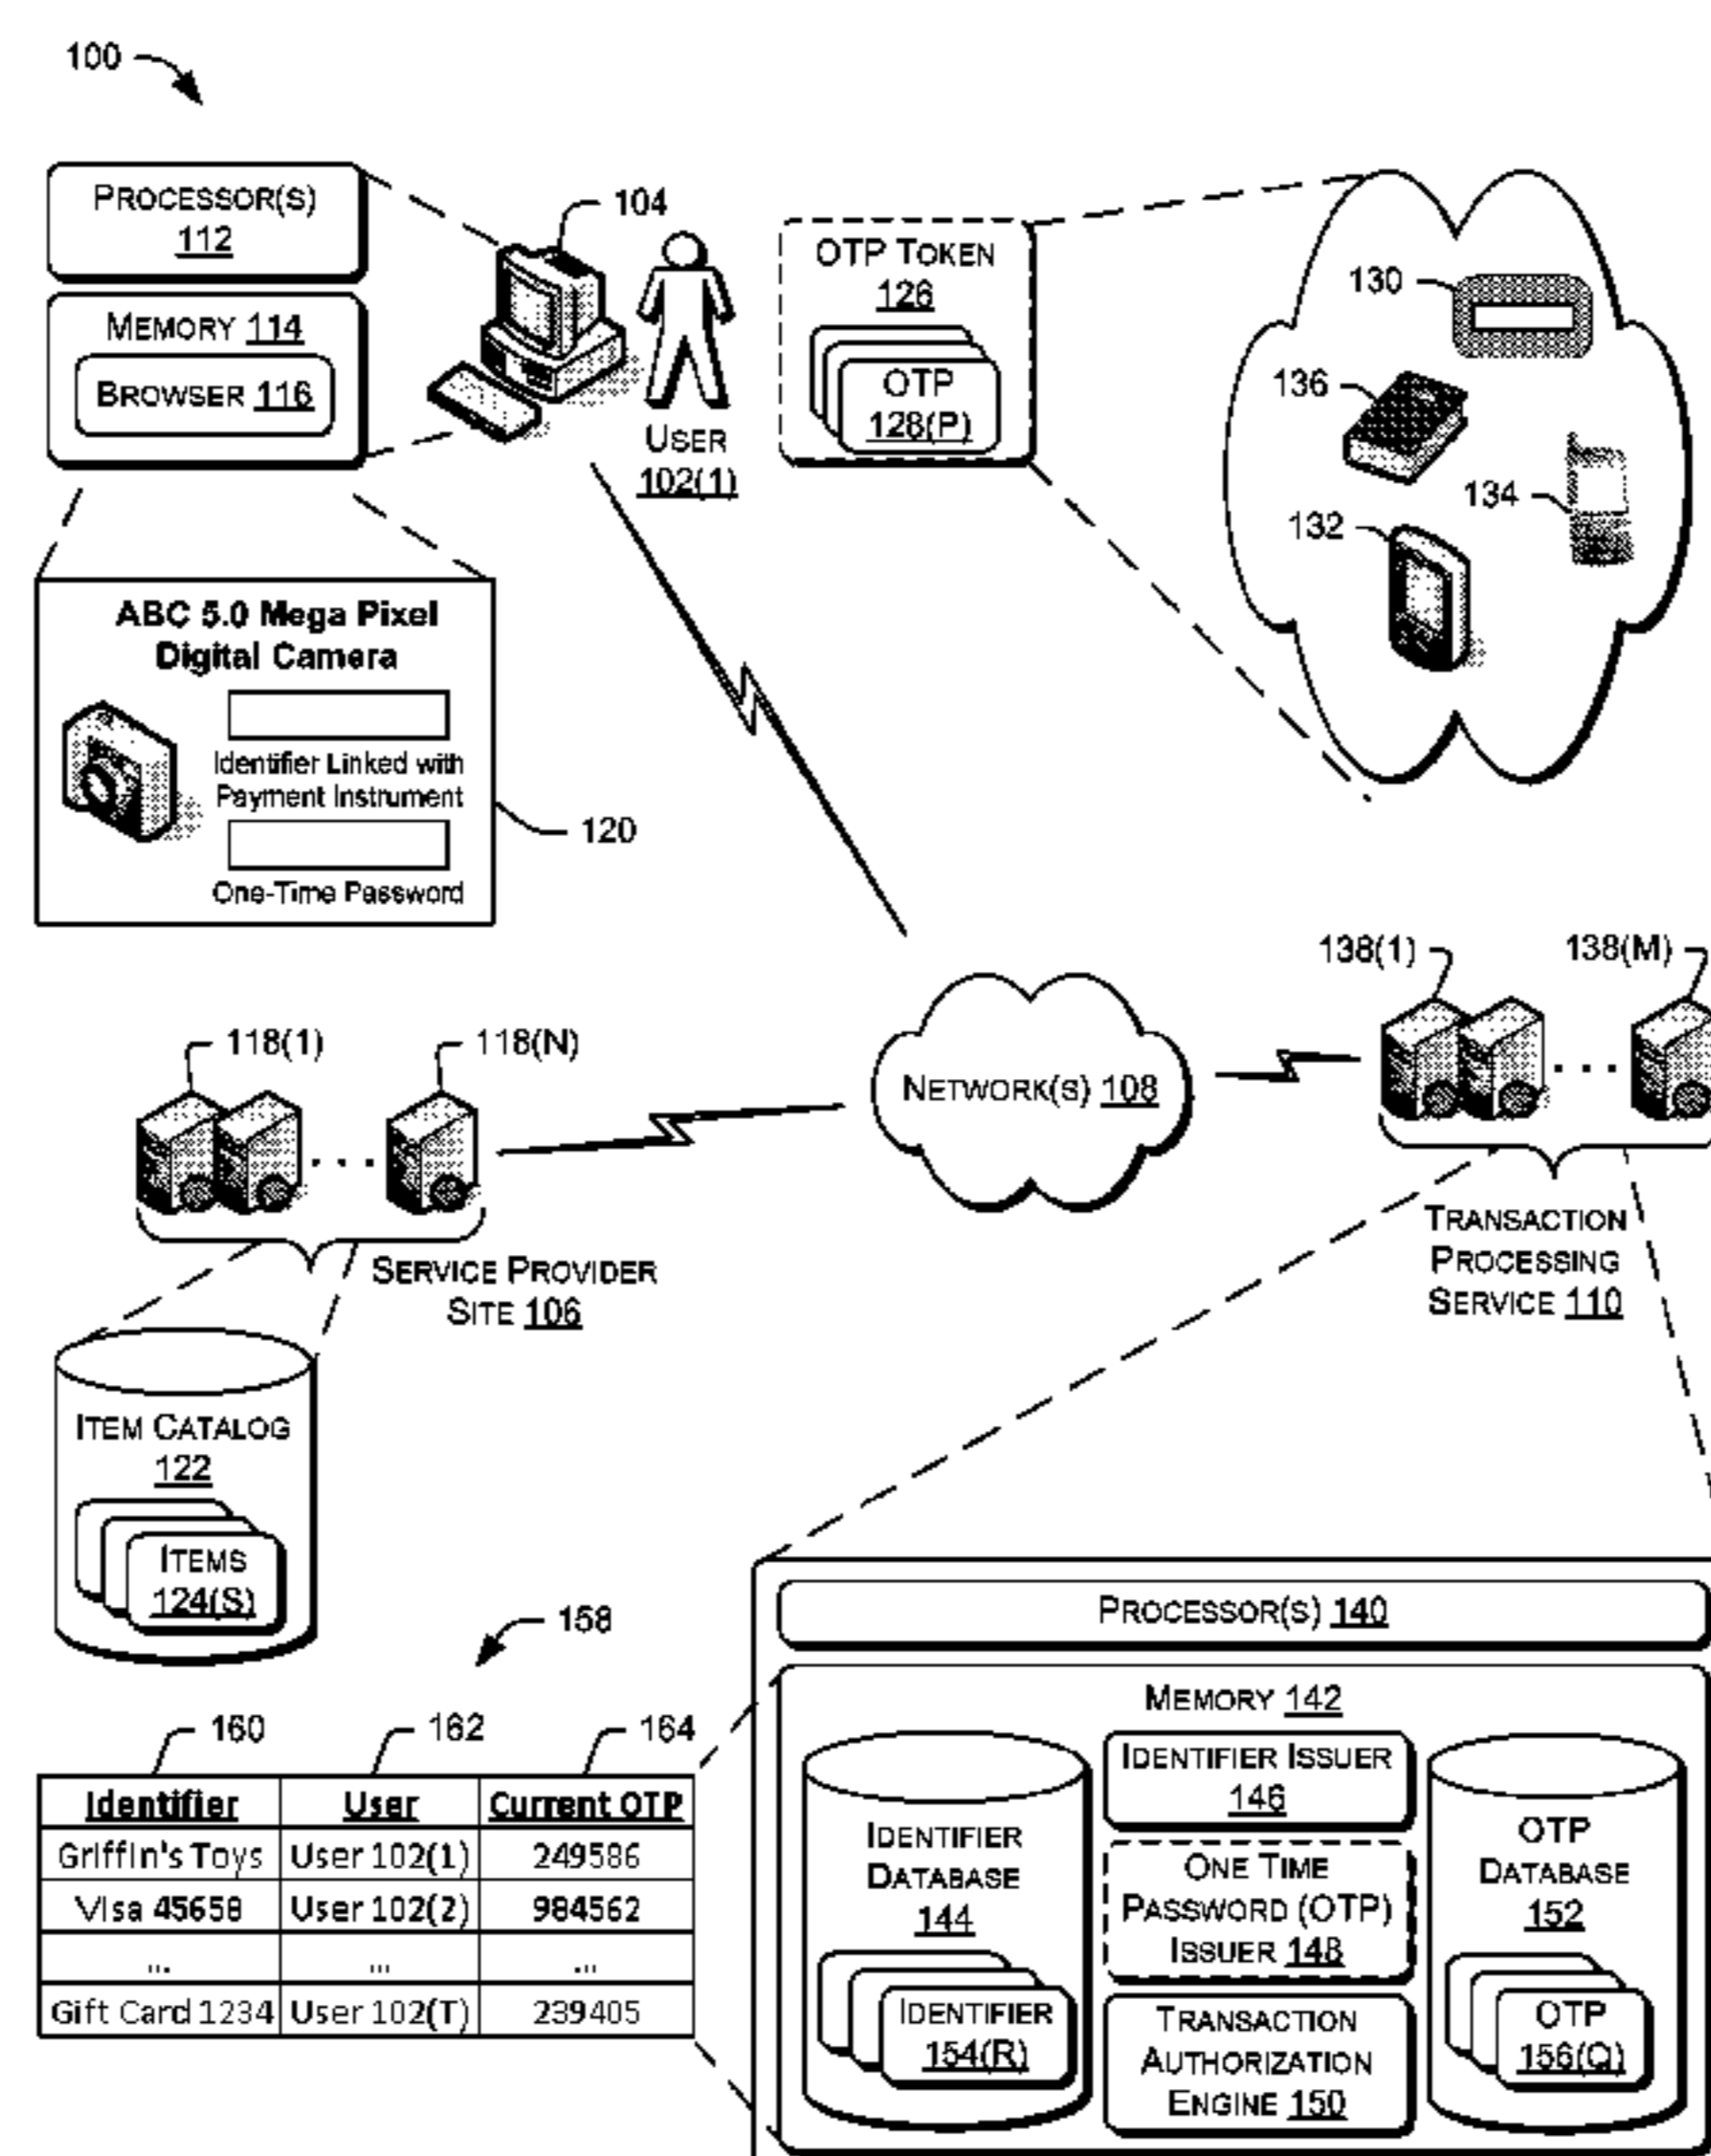 100
PROCESSOR(S)
112
MEMORY 114
BROWSER 116
104
USER
102(1)
OTP TOKEN
126
OTP
128(P)
130
136
134
132
ABC 5.0 Mega Pixel
Digital Camera
Identifier Linked with
Payment Instrument
One-Time Password
120
138(1)
138(M)
118(1)
118(N)
NETWORK(S) 108
...
...
SERVICE PROVIDER
SITE 106
TRANSACTION
PROCESSING
SERVICE 110
ITEM CATALOG
122
ITEMS
124(S)
158
160
162
164
Identifier User Current OTP
Griffin's Toys User 102(1) 249586
Visa 45658 User 102(2) 984562
... ... ...
Gift Card 1234 User 102(T) 239405
PROCESSOR(S) 140
MEMORY 142
IDENTIFIER
DATABASE
144
IDENTIFIER
154(R)
IDENTIFIER ISSUER
146
ONE TIME
PASSWORD (OTP)
ISSUER 148
TRANSACTION
AUTHORIZATION
ENGINE 150
OTP
DATABASE
152
OTP
156(Q)